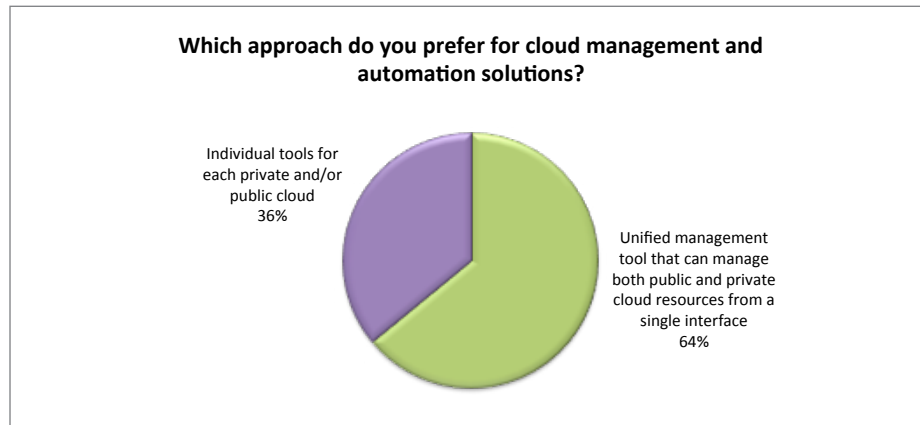 Which approach do you prefer for cloud management and
automation solutions?
Individual tools for
each private and/or
public cloud
36%
Unified management
tool that can manage
both public and private
cloud resources from a
single interface
64%